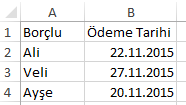 A B
1 Borçlu Ödeme Tarihi
2 Ali 22.11.2015
3 Veli 27.11.2015
4 Ayşe 20.11.2015